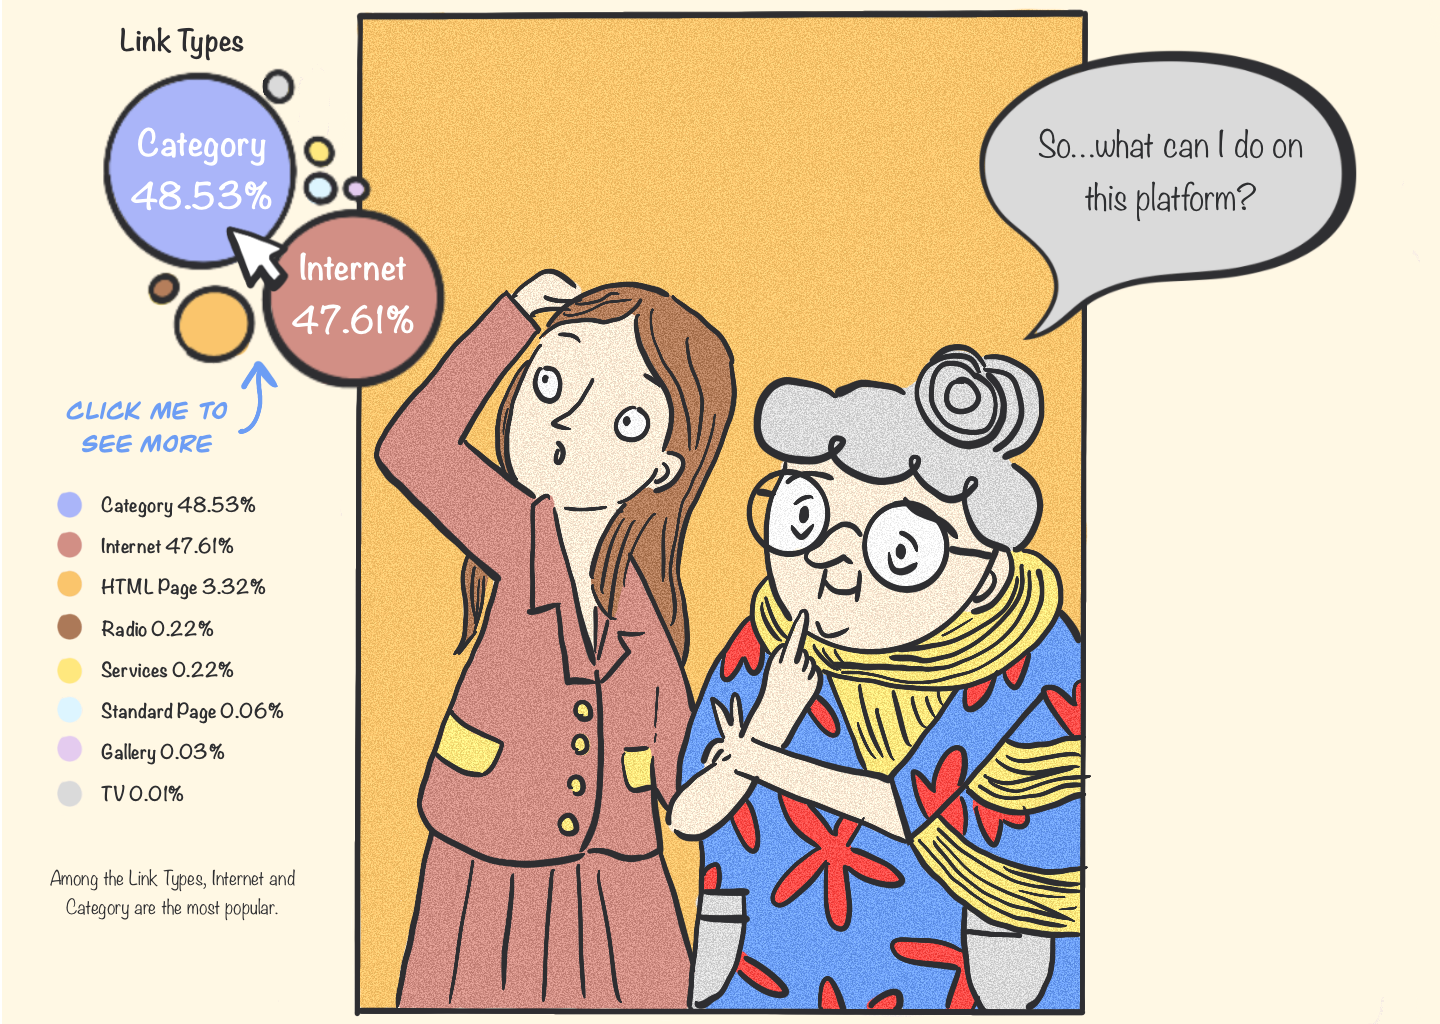 Link Types
Category
48.53%
Internet
47.61%
CLICK ME TO
SEE MORE
Category 48.53%
Internet 47.61%
HTML Page 3.32%
Radio 0.22%
Services 0.22%
Standard Page 0.06%
Gallery 0.03%
TV 0.01%
Among the Link Types, Internet and
Category are the most popular.
So...what can I do on
this platform?